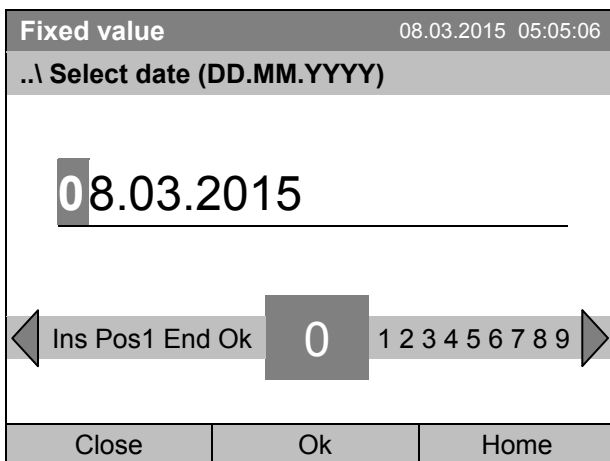 Fixed value 08.03.2015 05:05:06
..\ Select date (DD.MM.YYYY)
08.03.2015
Ins Pos1 End Ok 0 1 2 3 4 5 6 7 8 9
Close Ok Home